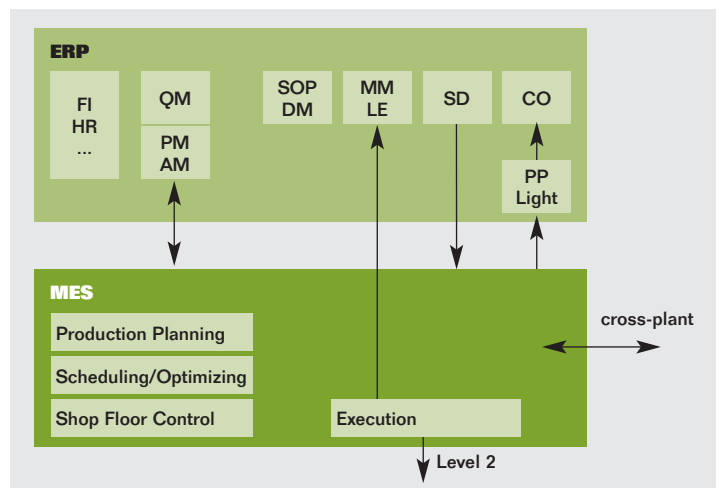 ERP
FI
HR
...
QM
PM
AM
SOP
DM
MM
LE
SD
CO
PP
Light
MES
Production Planning
Scheduling/Optimizing
Shop Floor Control
Execution
cross-plant
Level 2